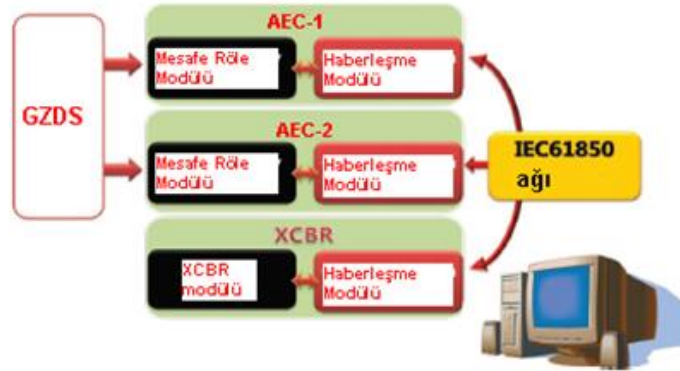 AEC-1
Mesafe Röle
Modülü
Haberleşme
Modülü
GZDS
AEC-2
Mesafe Röle
Modülü
Haberleşme
Modülü
IEC61850
ağı
XCBR
XCBR
modülü
Haberleşme
Modülü